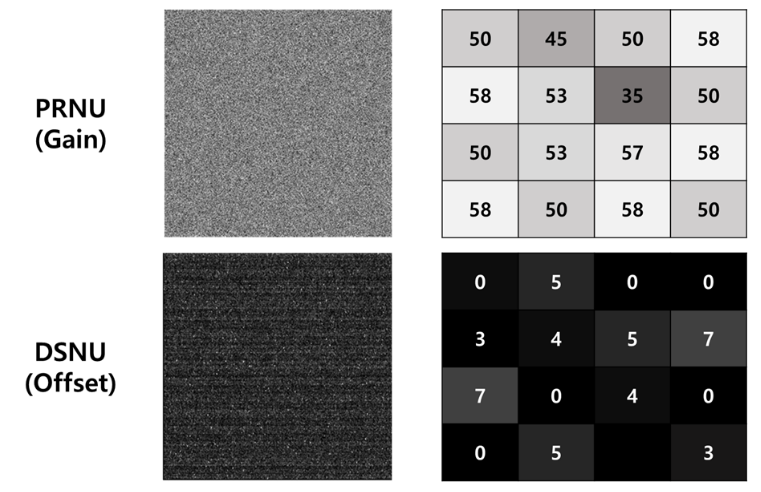 PRNU
(Gain)
50 45 50 58
58 53 35 50
50 53 57 58
58 50 58 50
DSNU
(Offset)
0 5 0 0
3 4 5 7
7 0 4 0
0 5 3